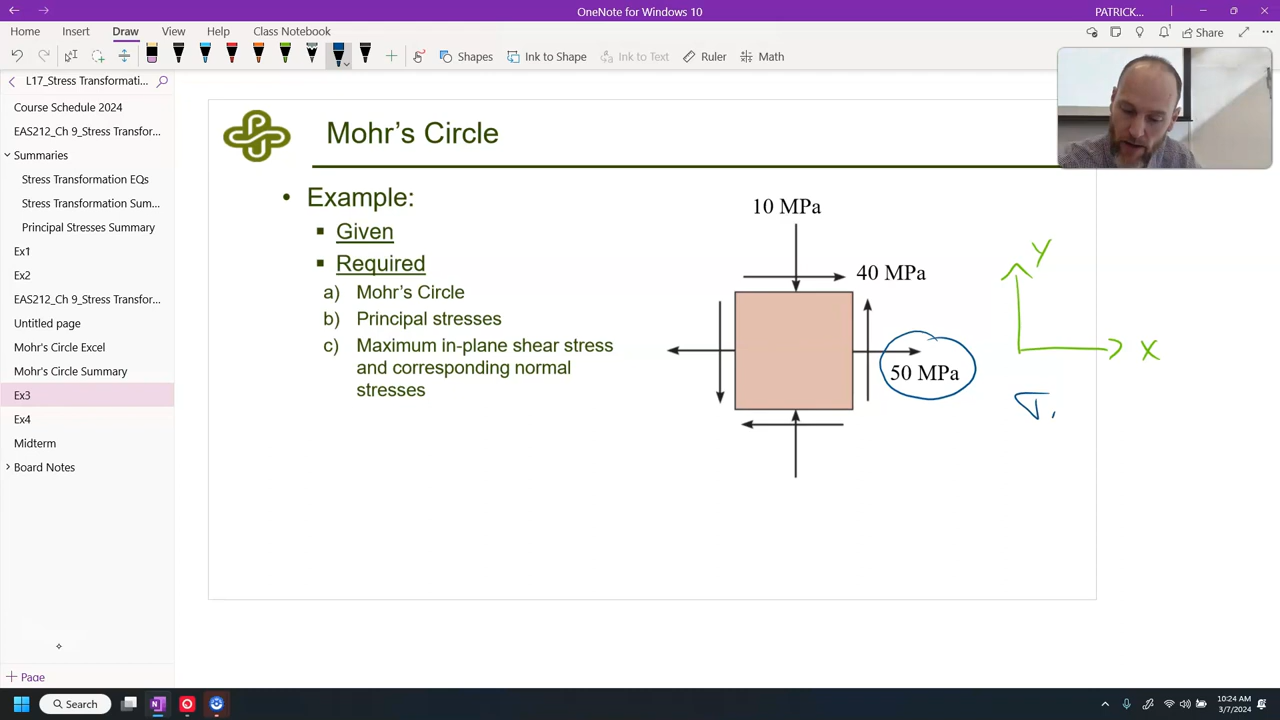 OneNote for Windows 10
PATRICK...
Home Insert Draw View Help Class Notebook
Share
Shapes Ink to Shape Ink to Text Ruler Math
L17_Stress Transformati...
Course Schedule 2024
EAS212_Ch 9_Stress Transfor...
Summaries
Stress Transformation EQs
Stress Transformation Sum...
Principal Stresses Summary
Ex1
Ex2
EAS212_Ch 9_Stress Transfor...
Untitled page
Mohr's Circle Excel
Mohr's Circle Summary
Ex3
Ex4
Midterm
Board Notes
+ Page
Mohr's Circle
• Example:
▪ Given
▪ Required
a) Mohr's Circle
b) Principal stresses
c) Maximum in-plane shear stress
and corresponding normal
stresses
10 MPa
40 MPa
50 MPa
y
x
Search
10:24 AM
3/7/2024